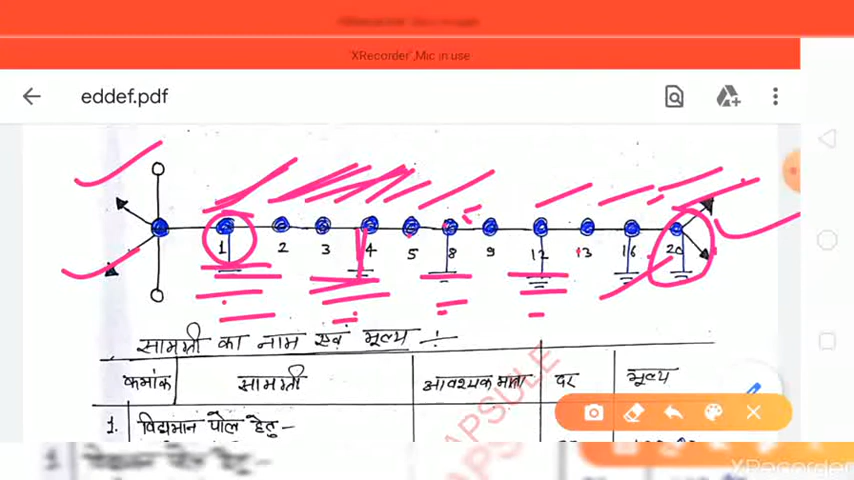 'XRecorder',Mic in use
eddef.pdf
1 2 3 4 5 8 9 12 13 16 20
सामग्री का नाम एवं मूल्य :-
क्रमांक सामग्री आवश्यक मात्रा दर मूल्य
CAPSULE
1. विद्यमान पोल हेतु-
XRecorder